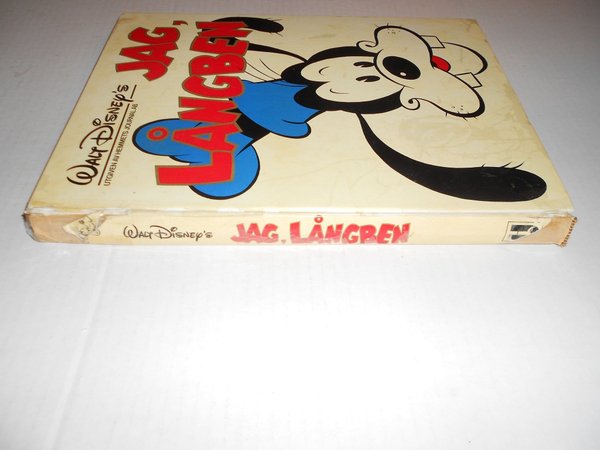 JAG,
LÅNGBEN
WALT DISNEY'S
UTGIVEN AV HEMMETS JOURNAL AB
WALT DISNEY'S JAG, LÅNGBEN